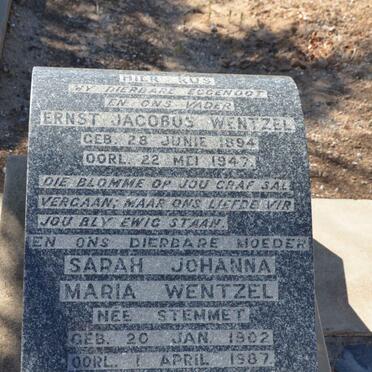 HIER RUS
MY DIERBARE EGGENOOT
EN ONS VADER
ERNST JACOBUS WENTZEL
GEB. 28 JUNIE 1894
OORL. 22 MEI 1947.
DIE BLOMME OP JOU GRAF SAL
VERGAAN; MAAR ONS LIEFDE VIR
JOU BLY EWIG STAAN.
EN ONS DIERBARE MOEDER
SARAH JOHANNA
MARIA WENTZEL
NEE STEMMET
GEB. 20 JAN. 1902
OORL. 1 APRIL 1987.